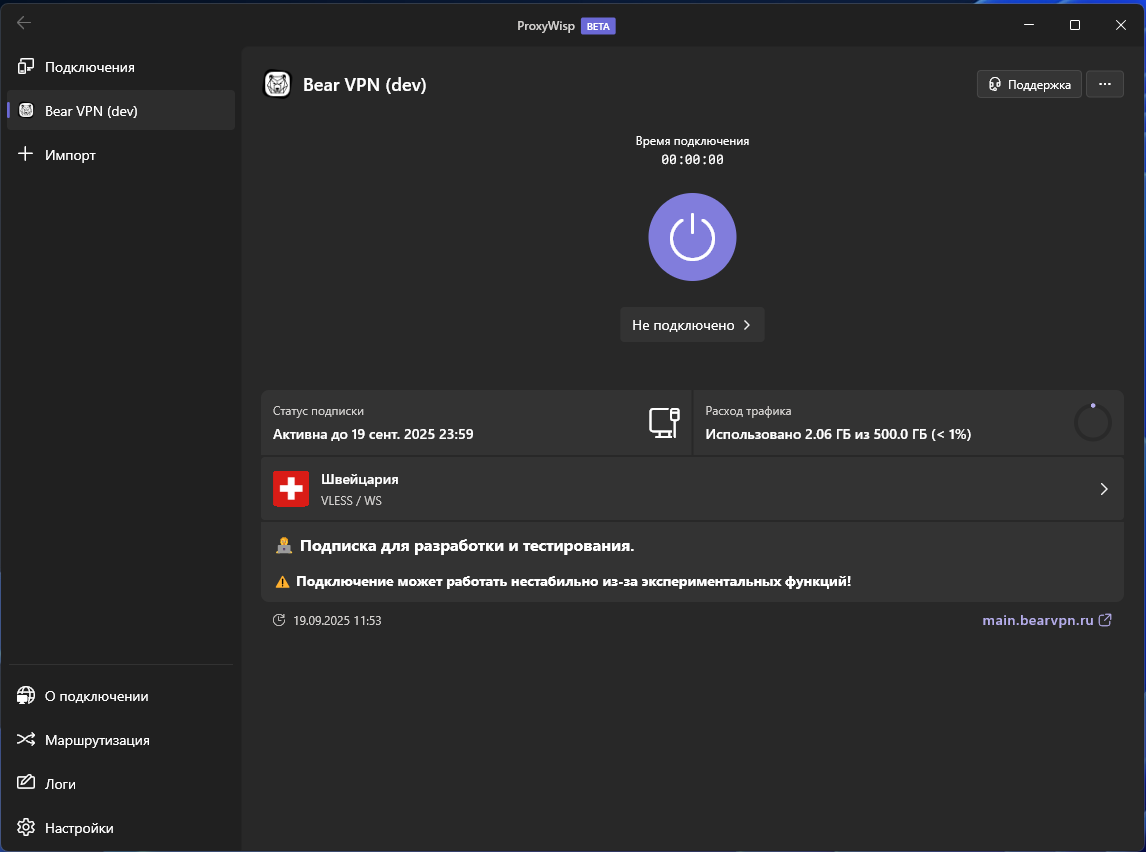 ProxyWisp BETA
Подключения
Bear VPN (dev)
Импорт
Bear VPN (dev)
Поддержка
Время подключения
00:00:00
Не подключено
Статус подписки
Активна до 19 сент. 2025 23:59
Расход трафика
Использовано 2.06 ГБ из 500.0 ГБ (< 1%)
Швейцария
VLESS / WS
Подписка для разработки и тестирования.
Подключение может работать нестабильно из-за экспериментальных функций!
19.09.2025 11:53
main.bearvpn.ru
О подключении
Маршрутизация
Логи
Настройки